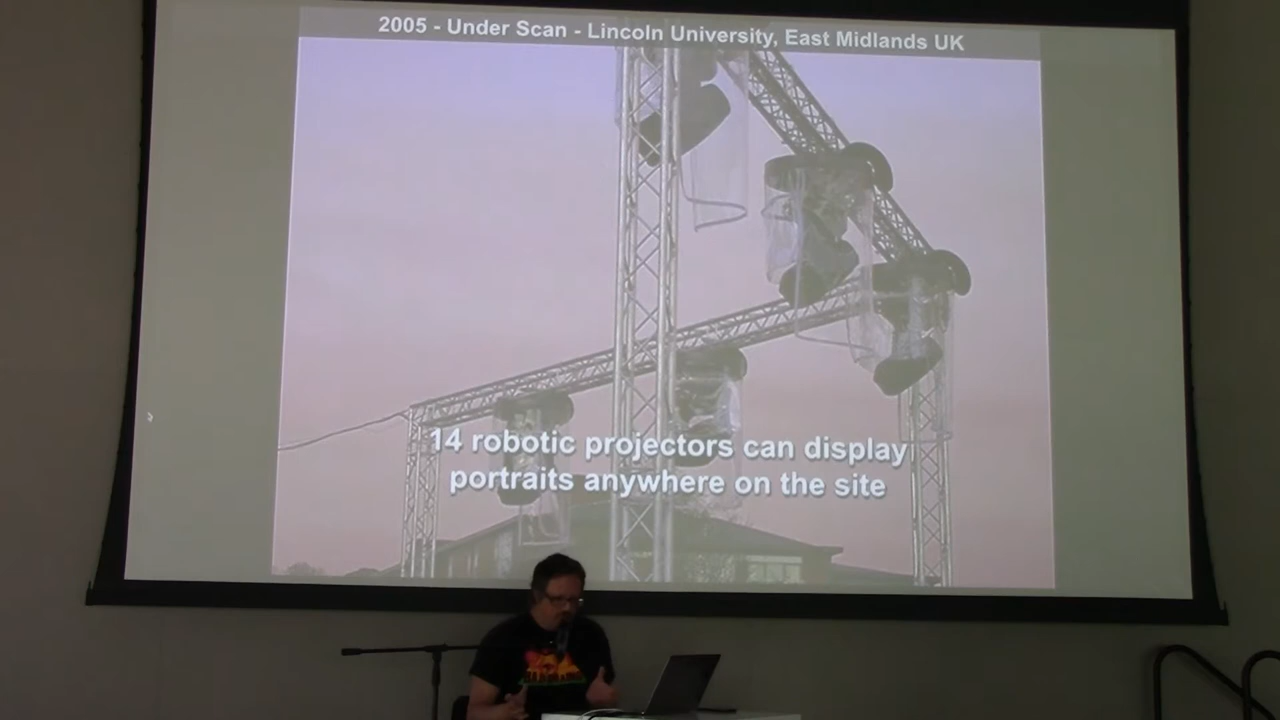 2005 - Under Scan - Lincoln University, East Midlands UK
14 robotic projectors can display
portraits anywhere on the site